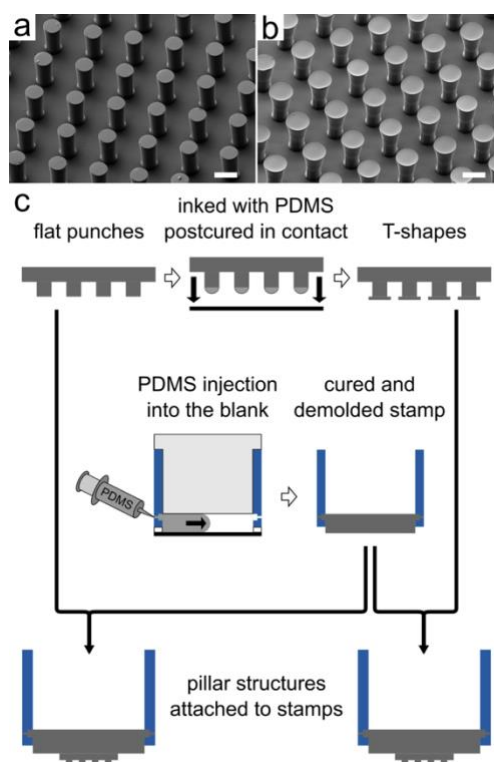 a
b
c
inked with PDMS
postcured in contact
flat punches
T-shapes
PDMS injection
into the blank
cured and
demolded stamp
PDMS
pillar structures
attached to stamps